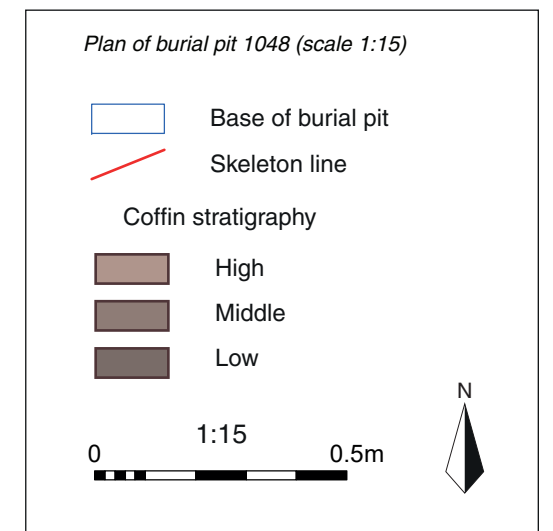 Plan of burial pit 1048 (scale 1:15)
Base of burial pit
Skeleton line
Coffin stratigraphy
High
Middle
Low
N
1:15
0 0.5m